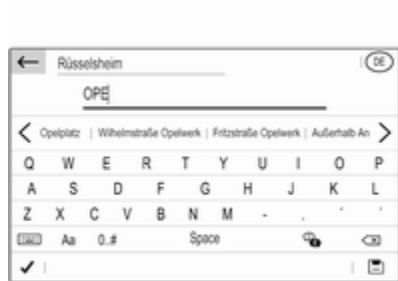 Rüsselsheim
DE
OPE
Opelplatz | Wilhelmstraße Opelwerk | Fritzstraße Opelwerk | Außerhalb An
Q W E R T Y U I O P
A S D F G H J K L
Z X C V B N M - . ´ ´
Aa 0..# Space